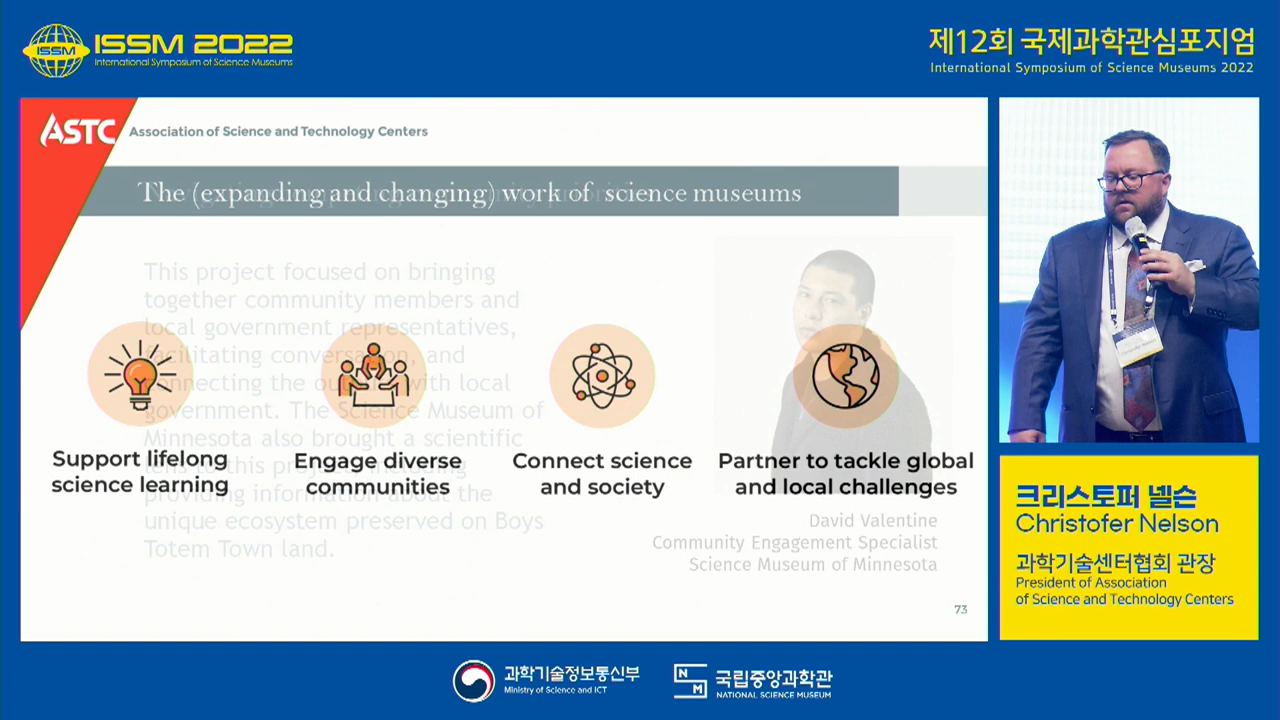 ISSM
ISSM 2022
International Symposium of Science Museums
제12회 국제과학관심포지엄
International Symposium of Science Museums 2022
ASTC
Association of Science and Technology Centers
The (expanding and changing) work of science museums
This project focused on bringing
together community members and
local government representatives,
facilitating conversation, and
connecting the outcome with local
government. The Science Museum of
Minnesota also brought a scientific
lens to this project, including
providing information about the
unique ecosystem preserved on Boys
Totem Town land.
Support lifelong
science learning
Engage diverse
communities
Connect science
and society
Partner to tackle global
and local challenges
David Valentine
Community Engagement Specialist
Science Museum of Minnesota
73
크리스토퍼 넬슨
Christofer Nelson
과학기술센터협회 관장
President of Association
of Science and Technology Centers
과학기술정보통신부
Ministry of Science and ICT
NSM
국립중앙과학관
NATIONAL SCIENCE MUSEUM